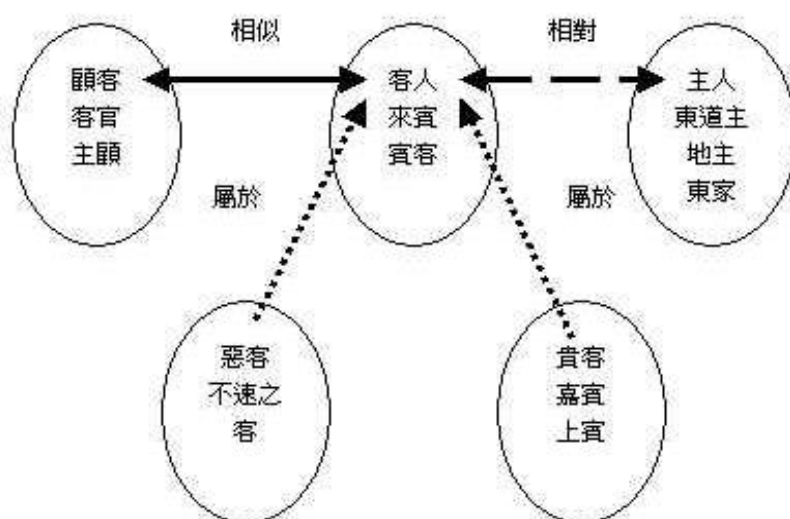 相似
相對
顧客
客官
主顧
客人
來賓
賓客
主人
東道主
地主
東家
屬於
屬於
惡客
不速之
客
貴客
嘉賓
上賓